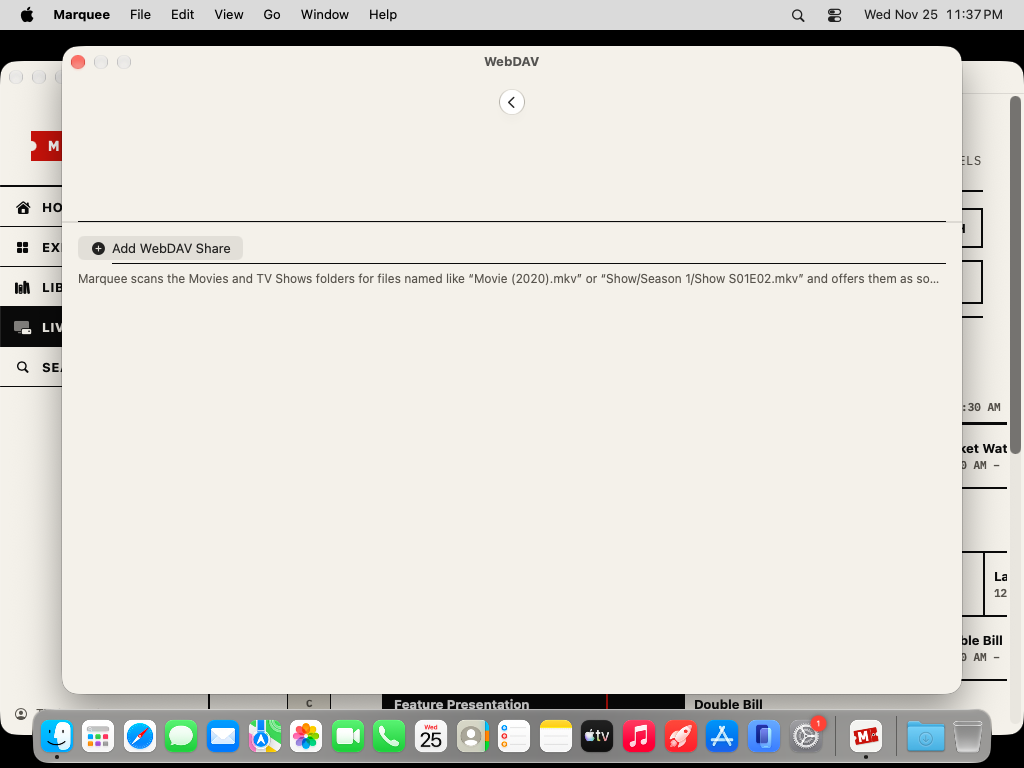 Marquee File Edit View Go Window Help Wed Nov 25 11:37 PM
WebDAV
M
ELS
HO
EX
Add WebDAV Share
Marquee scans the Movies and TV Shows folders for files named like “Movie (2020).mkv” or “Show/Season 1/Show S01E02.mkv” and offers them as so...
LIB
LIV
SEA
:30 AM
ket Wat
0 AM –
La
12
ble Bill
0 AM –
C
Feature Presentation
Double Bill
Wed
25
tv
1
M